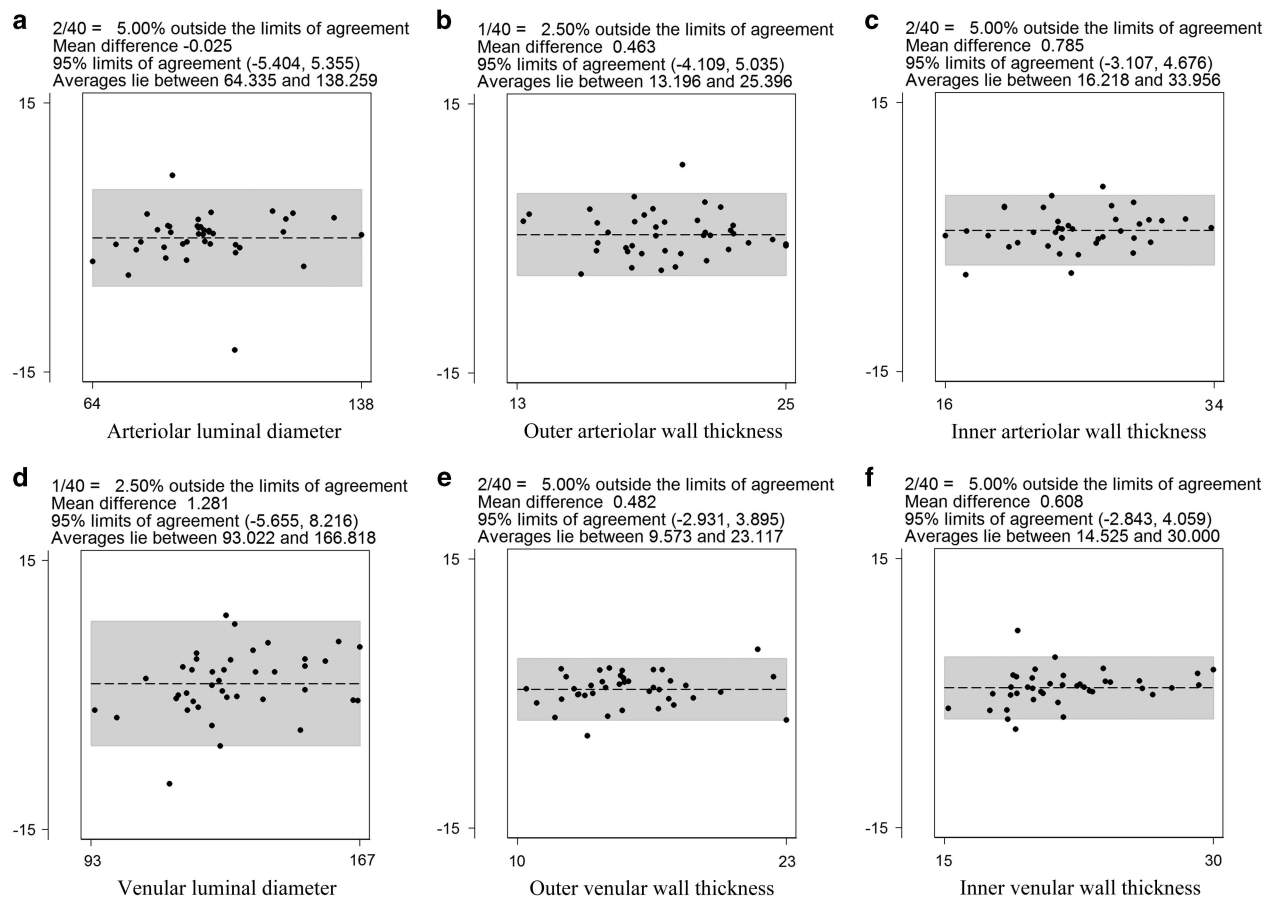 a
2/40 = 5.00% outside the limits of agreement
Mean difference -0.025
95% limits of agreement (-5.404, 5.355)
Averages lie between 64.335 and 138.259
15
-15
64 138
Arteriolar luminal diameter
b
1/40 = 2.50% outside the limits of agreement
Mean difference 0.463
95% limits of agreement (-4.109, 5.035)
Averages lie between 13.196 and 25.396
15
-15
13 25
Outer arteriolar wall thickness
c
2/40 = 5.00% outside the limits of agreement
Mean difference 0.785
95% limits of agreement (-3.107, 4.676)
Averages lie between 16.218 and 33.956
15
-15
16 34
Inner arteriolar wall thickness
d
1/40 = 2.50% outside the limits of agreement
Mean difference 1.281
95% limits of agreement (-5.655, 8.216)
Averages lie between 93.022 and 166.818
15
-15
93 167
Venular luminal diameter
e
2/40 = 5.00% outside the limits of agreement
Mean difference 0.482
95% limits of agreement (-2.931, 3.895)
Averages lie between 9.573 and 23.117
15
-15
10 23
Outer venular wall thickness
f
2/40 = 5.00% outside the limits of agreement
Mean difference 0.608
95% limits of agreement (-2.843, 4.059)
Averages lie between 14.525 and 30.000
15
-15
15 30
Inner venular wall thickness